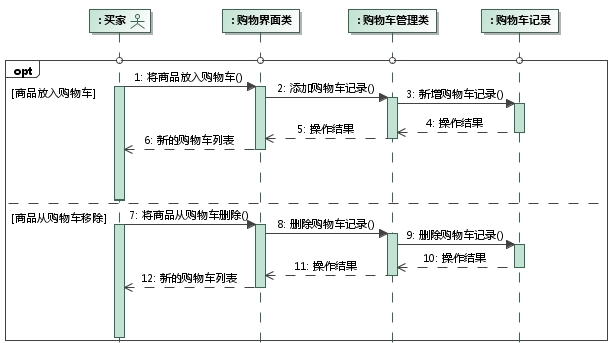 : 买家
: 购物界面类
: 购物车管理类
: 购物车记录
opt
[商品放入购物车]
1: 将商品放入购物车()
2: 添加购物车记录()
3: 新增购物车记录()
4: 操作结果
5: 操作结果
6: 新的购物车列表
[商品从购物车移除]
7: 将商品从购物车删除()
8: 删除购物车记录()
9: 删除购物车记录()
10: 操作结果
11: 操作结果
12: 新的购物车列表